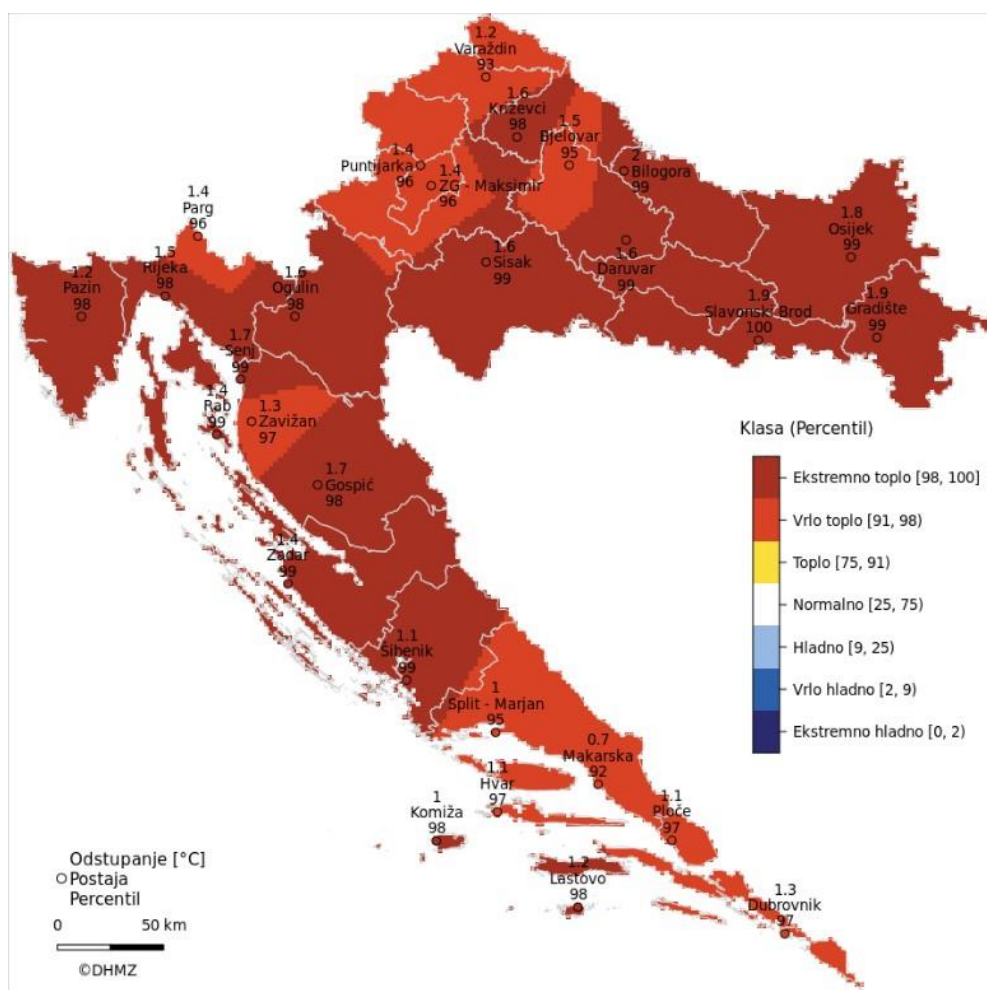 1.2
Varaždin
93
1.6
Križevci
98
1.5
Bjelovar
95
2
Bilogora
99
1.4
Puntijarka
96
1.4
ZG - Maksimir
96
1.4
Parg
96
1.5
Rijeka
98
1.2
Pazin
98
1.6
Ogulin
98
1.6
Sisak
99
1.6
Daruvar
99
1.8
Osijek
99
1.9
Slavonski Brod
100
1.9
Gradište
99
1.7
Senj
99
1.4
Rab
99
1.3
Zavižan
97
1.7
Gospić
98
1.4
Zadar
99
1.1
Šibenik
99
1
Split - Marjan
95
0.7
Makarska
92
1.1
Hvar
97
1
Komiža
98
1.1
Ploče
97
1.2
Lastovo
98
1.3
Dubrovnik
97
Klasa (Percentil)
Ekstremno toplo [98, 100]
Vrlo toplo [91, 98)
Toplo [75, 91)
Normalno [25, 75)
Hladno [9, 25)
Vrlo hladno [2, 9)
Ekstremno hladno [0, 2)
Odstupanje [°C]
Postaja
Percentil
0 50 km
©DHMZ